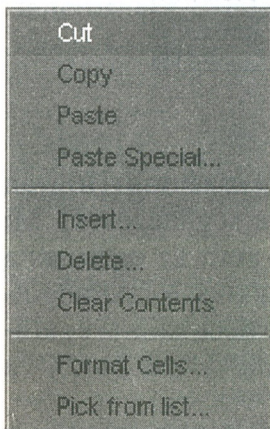 Cut
Copy
Paste
Paste Special...
Insert...
Delete...
Clear Contents
Format Cells...
Pick from list...